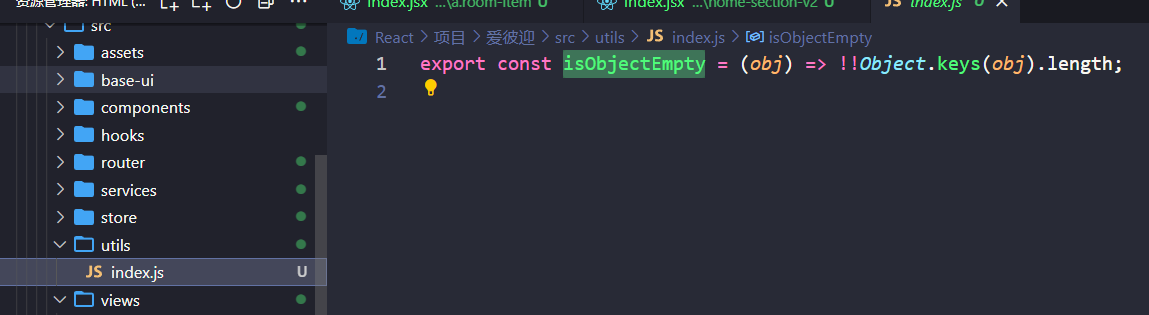 资源管理器: HTML (...
src
assets
base-ui
components
hooks
router
services
store
utils
JS index.js U
views
index.jsx ...\a.room-item U
index.jsx ...\home-section-v2 U
JS index.js U
React > 项目 > 爱彼迎 > src > utils > JS index.js > isObjectEmpty
1 export const isObjectEmpty = (obj) => !!Object.keys(obj).length;
2